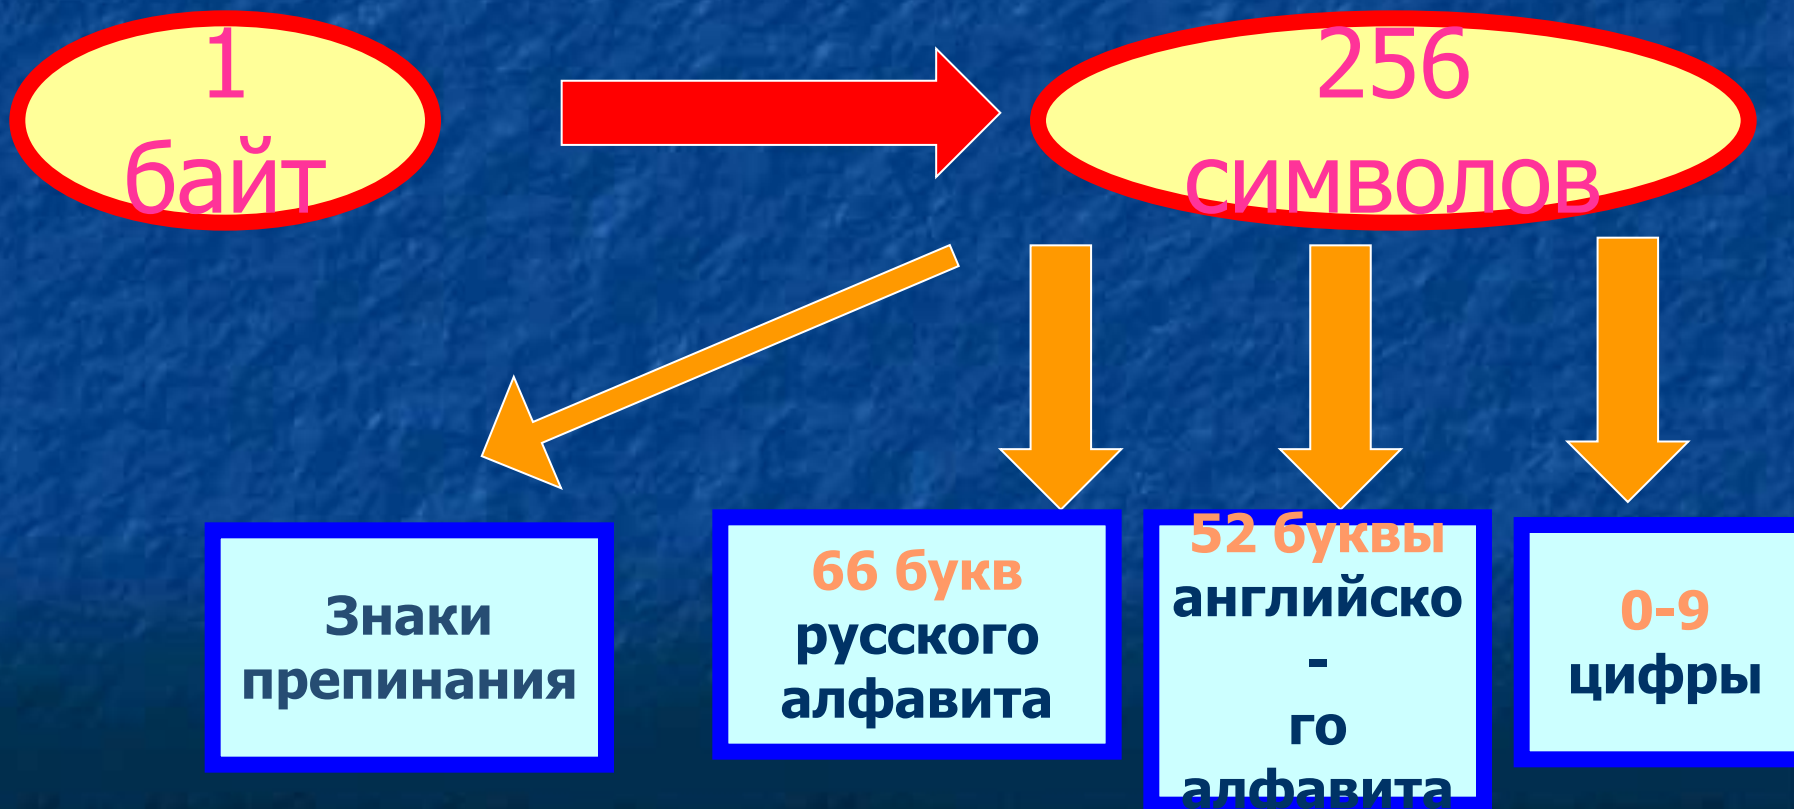 1
байт
256
символов
Знаки
препинания
66 букв
русского
алфавита
52 буквы
английско
-
го
алфавита
0-9
цифры